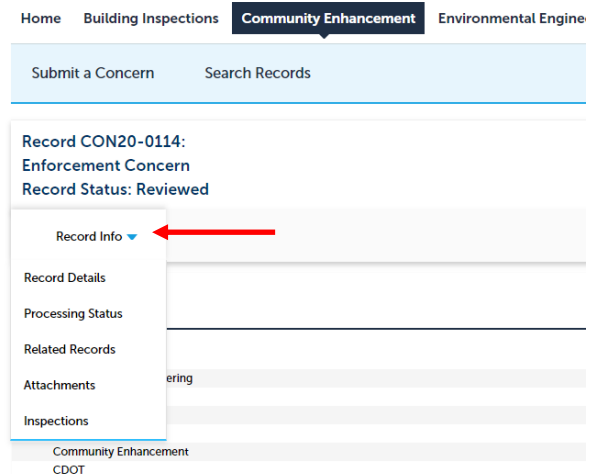 Home Building Inspections Community Enhancement Environmental Engine
Submit a Concern Search Records
Record CON20-0114:
Enforcement Concern
Record Status: Reviewed
Record Info
Record Details
Processing Status
Related Records
Attachments
ering
Inspections
Community Enhancement
CDOT